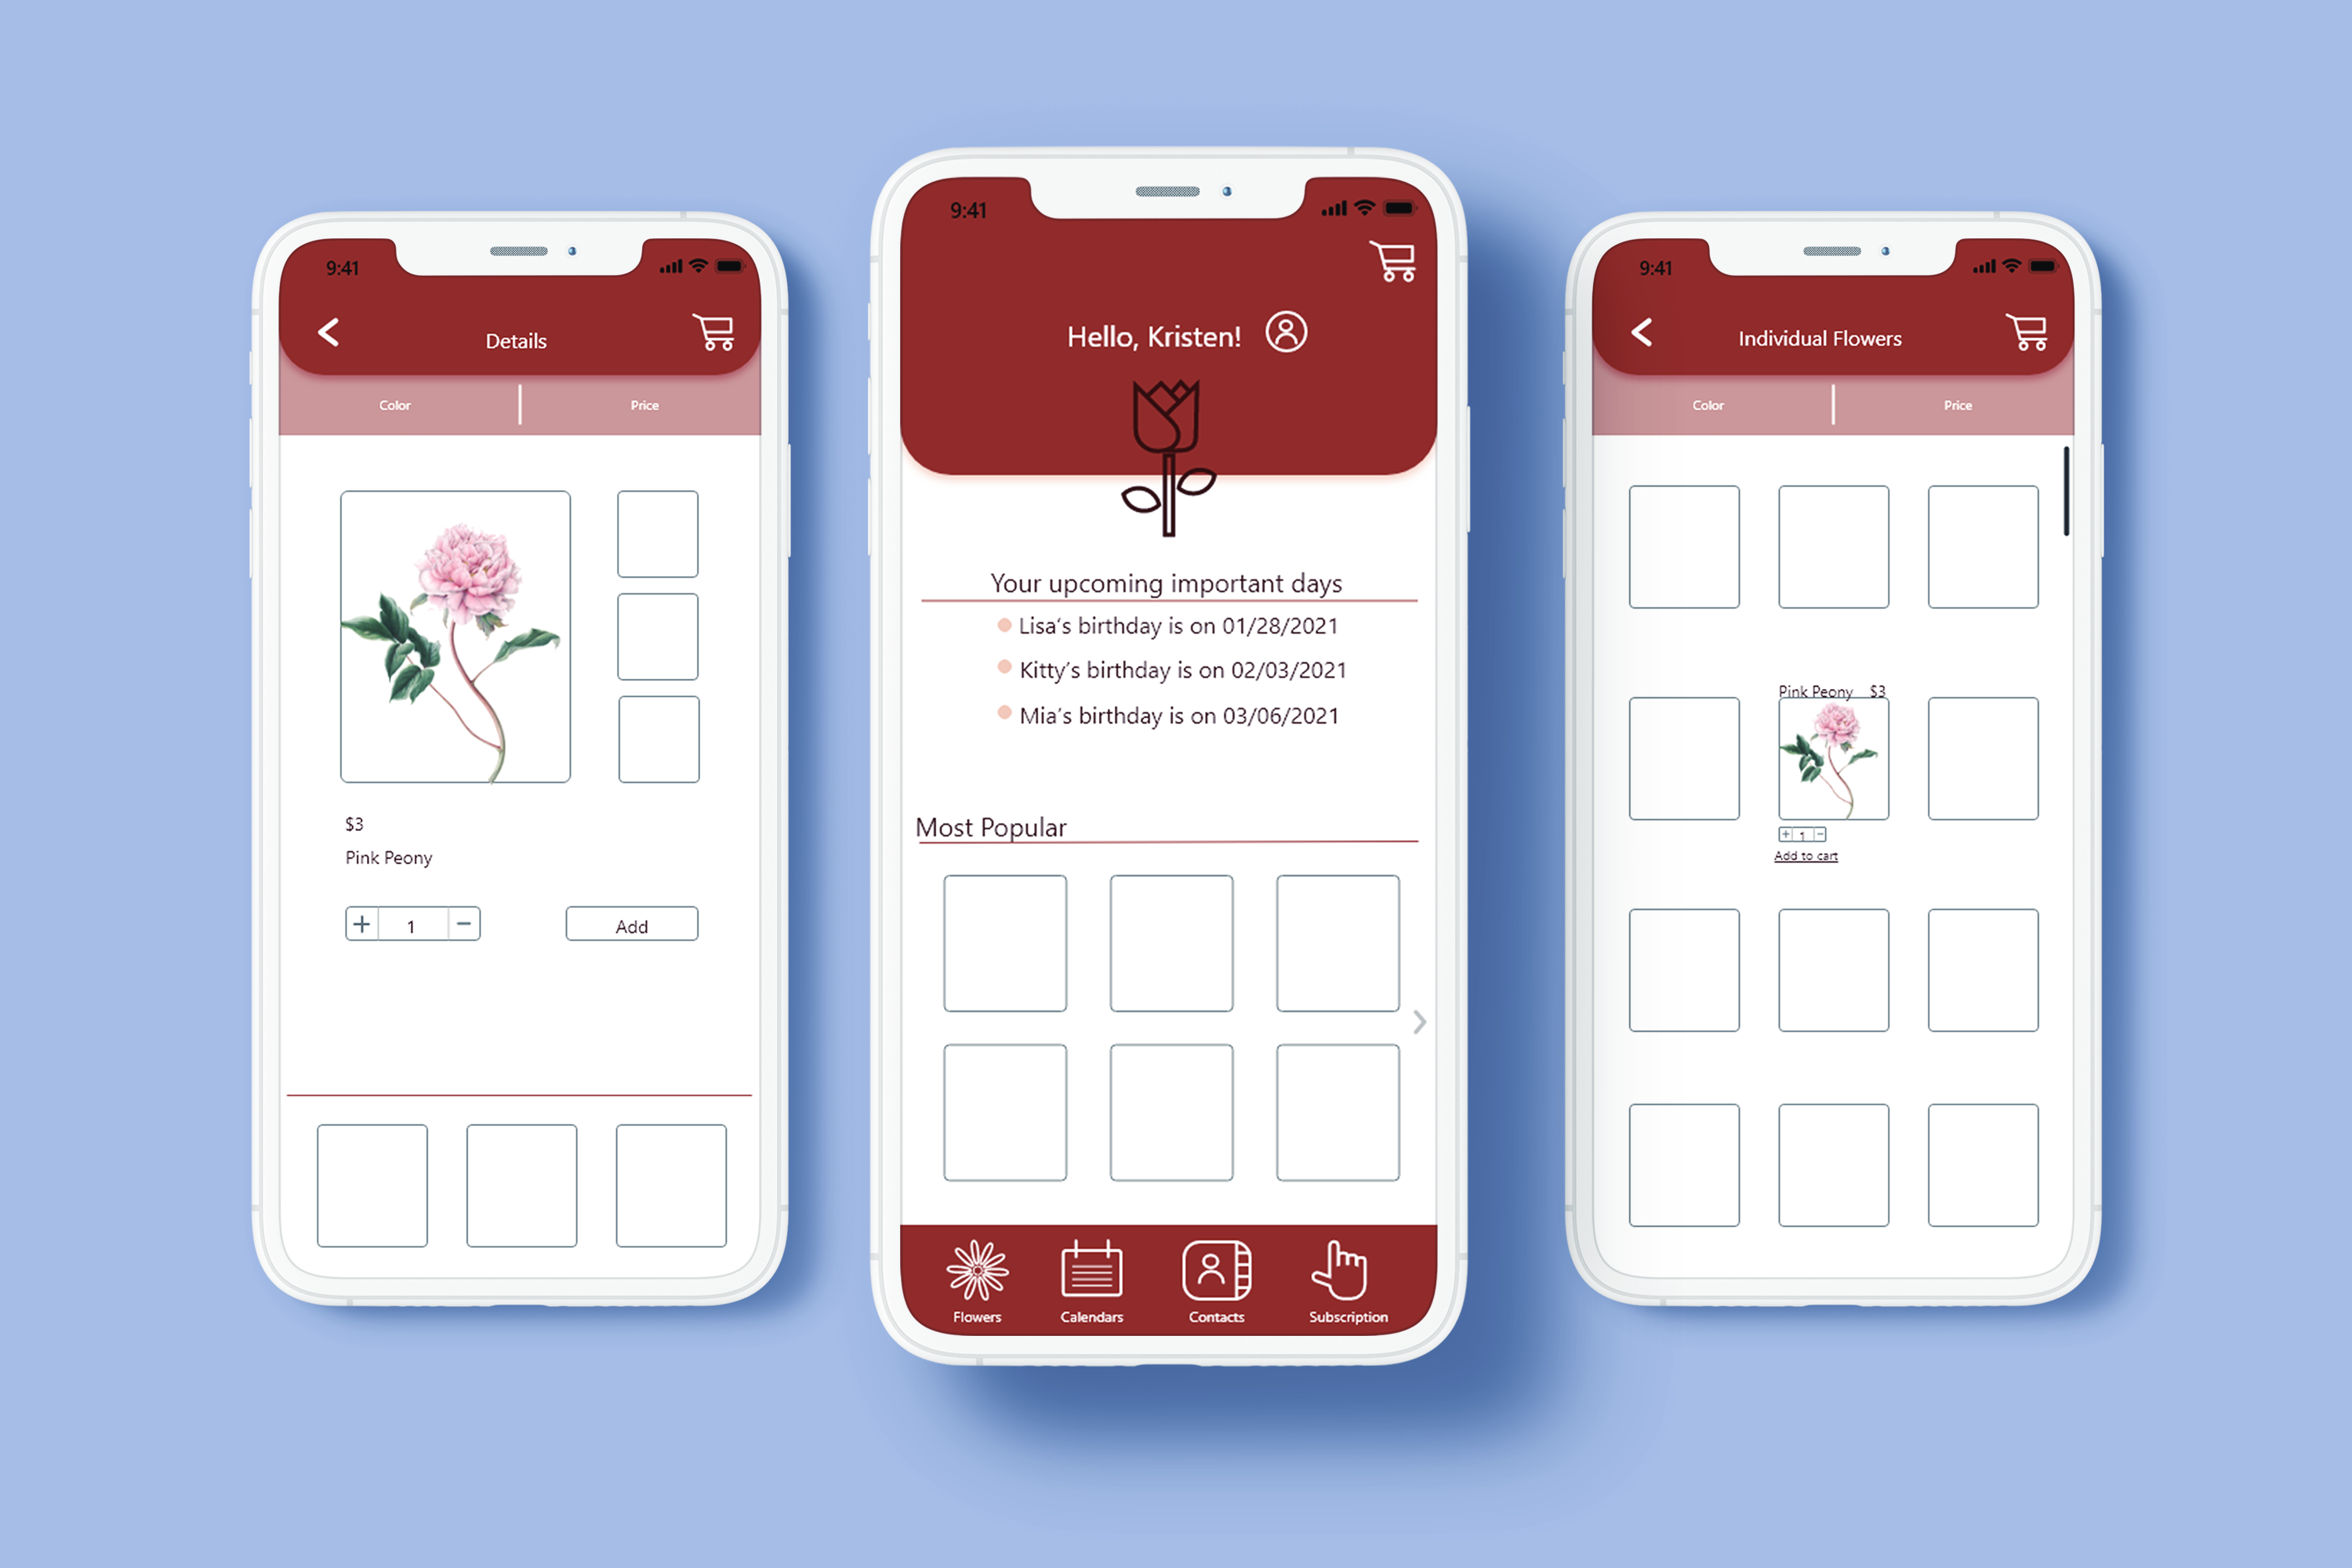 9:41
Details
Color
Price
$3
Pink Peony
+ 1 −
Add
9:41
Hello, Kristen!
Your upcoming important days
Lisa's birthday is on 01/28/2021
Kitty's birthday is on 02/03/2021
Mia's birthday is on 03/06/2021
Most Popular
Flowers
Calendars
Contacts
Subscription
9:41
Individual Flowers
Color
Price
Pink Peony $3
+ 1 −
Add to cart